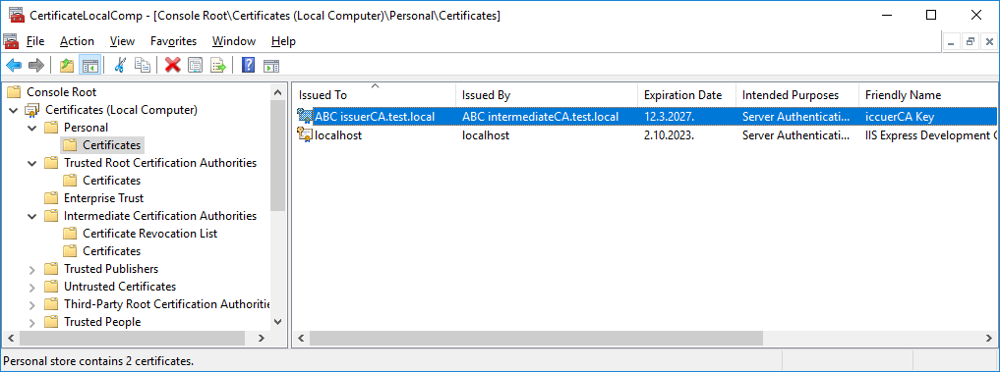 CertificateLocalComp - [Console Root\Certificates (Local Computer)\Personal\Certificates]
File Action View Favorites Window Help
Console Root
Certificates (Local Computer)
Personal
Certificates
Trusted Root Certification Authorities
Certificates
Enterprise Trust
Intermediate Certification Authorities
Certificate Revocation List
Certificates
Trusted Publishers
Untrusted Certificates
Third-Party Root Certification Authoritie
Trusted People
Issued To Issued By Expiration Date Intended Purposes Friendly Name
ABC issuerCA.test.local ABC intermediateCA.test.local 12.3.2027. Server Authenticati... iccuerCA Key
localhost localhost 2.10.2023. Server Authenticati... IIS Express Development C
Personal store contains 2 certificates.